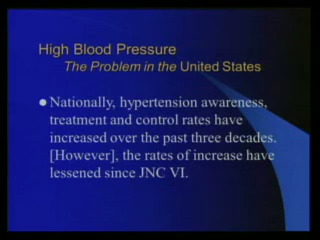 High Blood Pressure
The Problem in the United States
Nationally, hypertension awareness,
treatment and control rates have
increased over the past three decades.
[However], the rates of increase have
lessened since JNC VI.